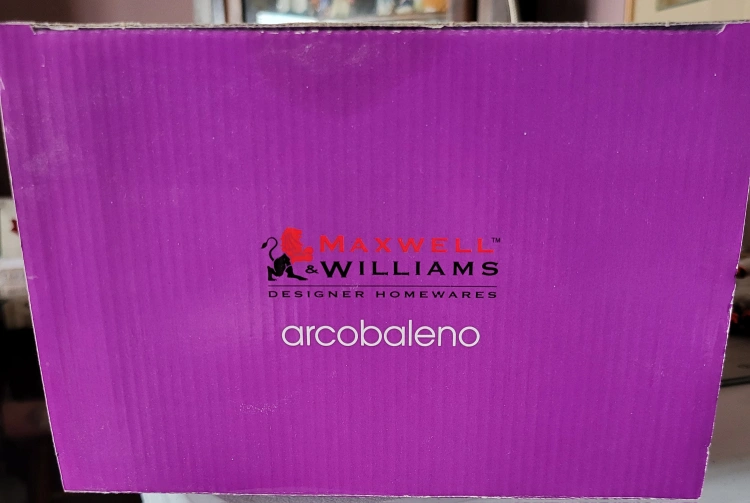 MAXWELL™
&WILLIAMS
DESIGNER HOMEWARES
arcobaleno